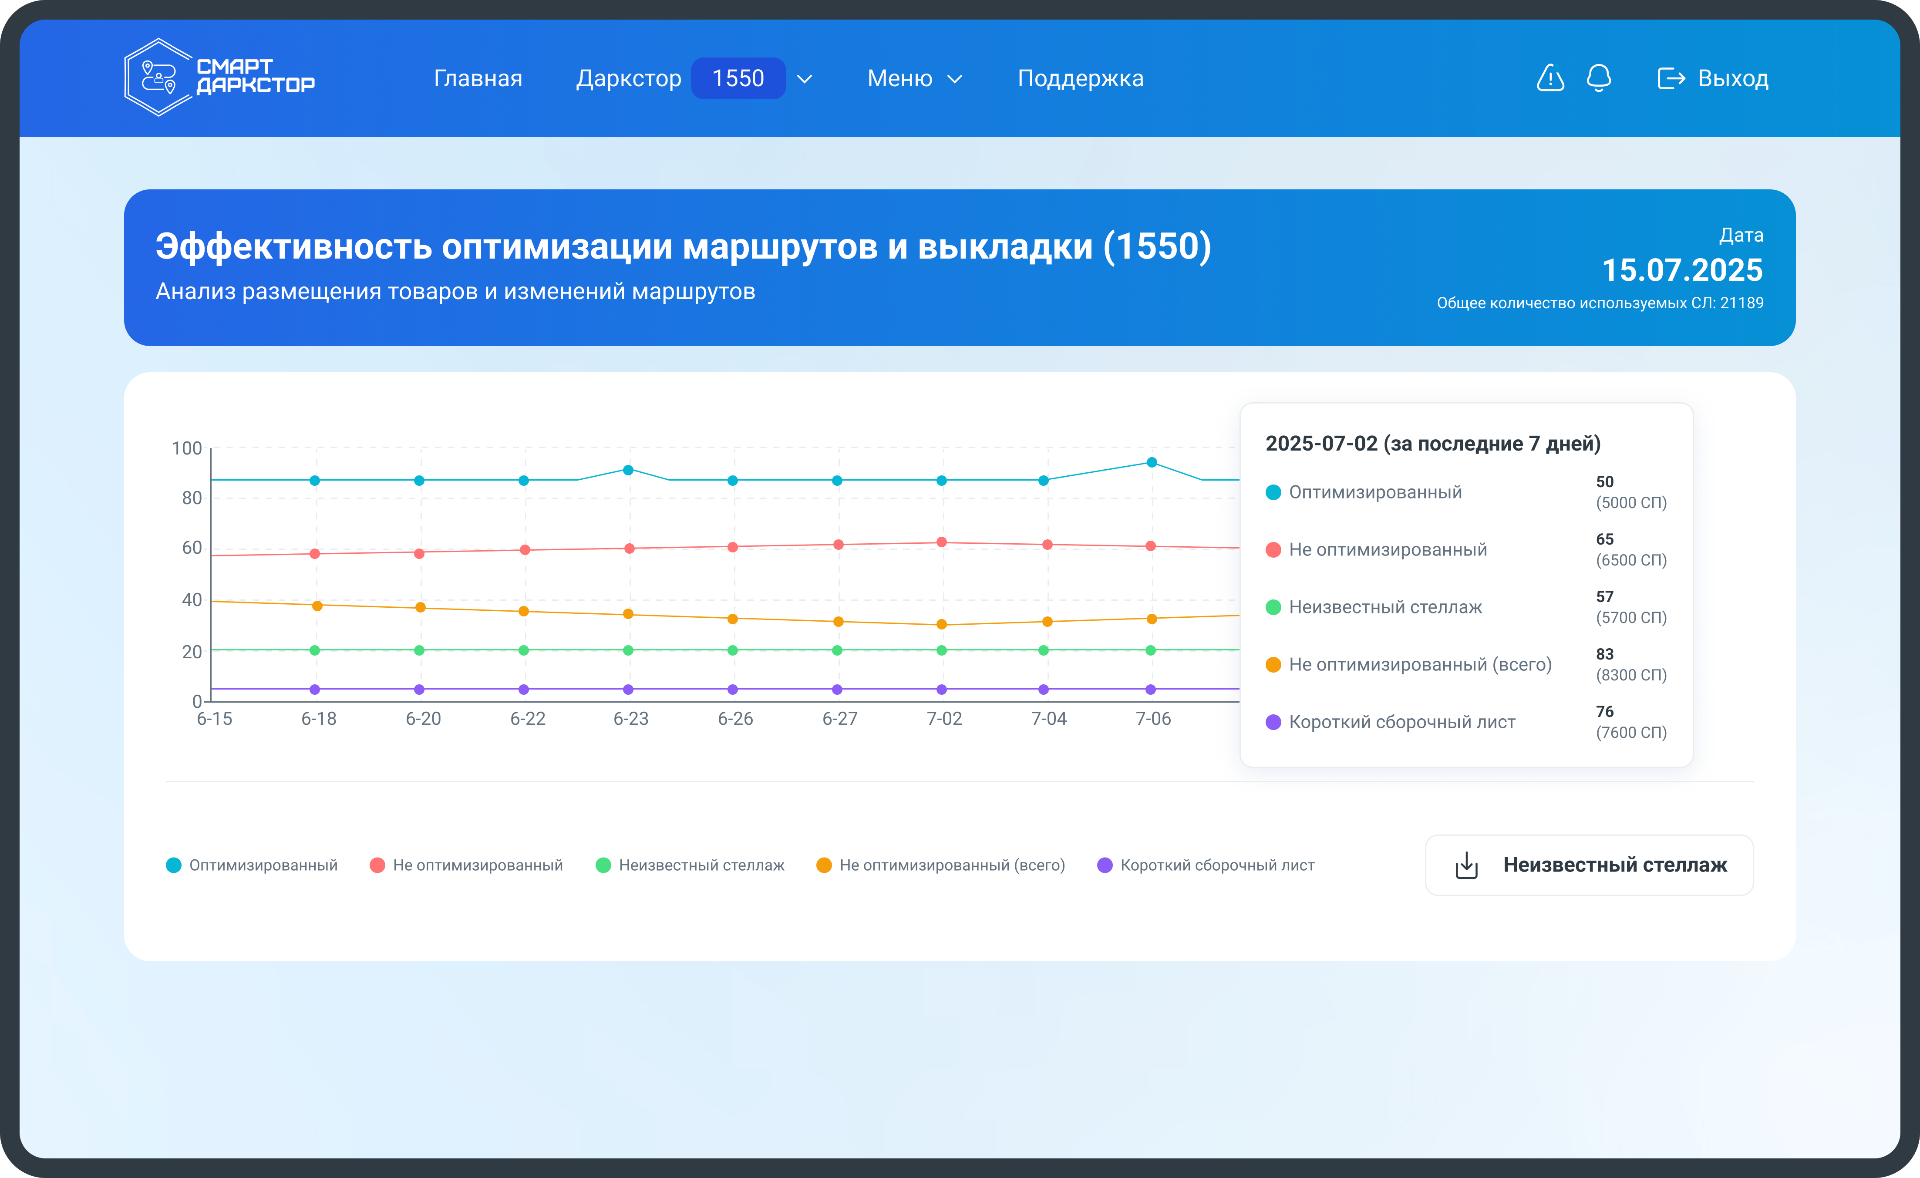 СМАРТ
ДАРКСТОР
Главная
Даркстор 1550
Меню
Поддержка
Выход
Эффективность оптимизации маршрутов и выкладки (1550)
Анализ размещения товаров и изменений маршрутов
Дата
15.07.2025
Общее количество используемых СЛ: 21189
100
80
60
40
20
0
6-15 6-18 6-20 6-22 6-23 6-26 6-27 7-02 7-04 7-06
2025-07-02 (за последние 7 дней)
Оптимизированный 50
(5000 СП)
Не оптимизированный 65
(6500 СП)
Неизвестный стеллаж 57
(5700 СП)
Не оптимизированный (всего) 83
(8300 СП)
Короткий сборочный лист 76
(7600 СП)
Оптимизированный Не оптимизированный Неизвестный стеллаж Не оптимизированный (всего) Короткий сборочный лист
Неизвестный стеллаж